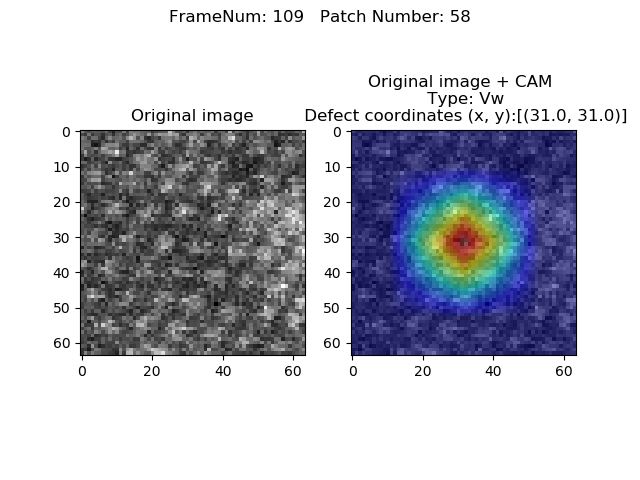 FrameNum: 109   Patch Number: 58
Original image
Original image + CAM
Type: Vw
Defect coordinates (x, y):[(31.0, 31.0)]
0
10
20
30
40
50
60
0 20 40 60
0
10
20
30
40
50
60
0 20 40 60